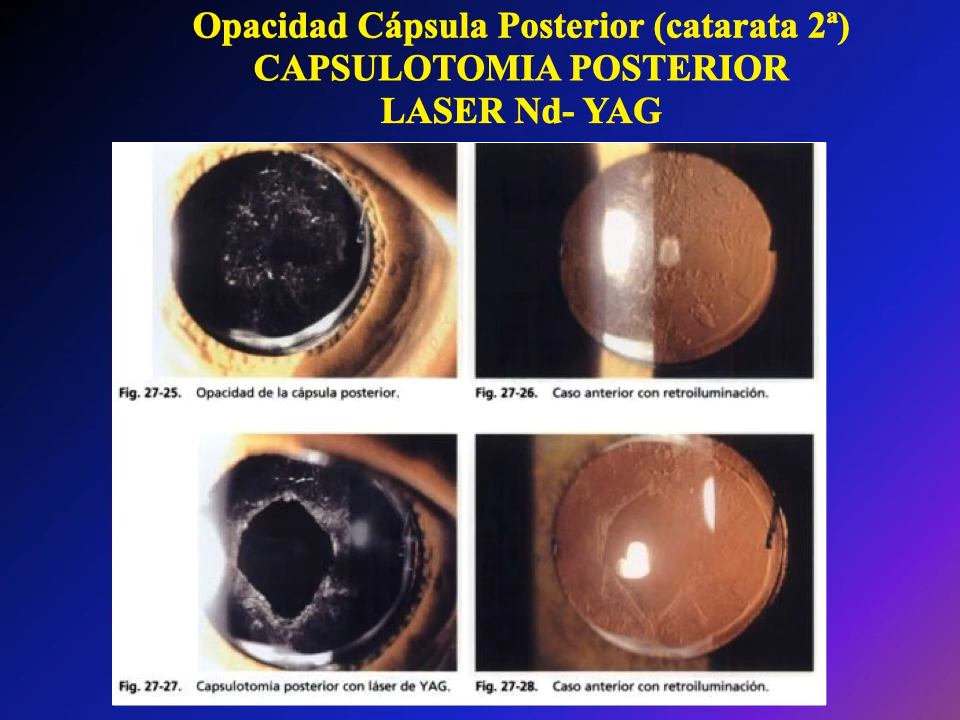 Opacidad Cápsula Posterior (catarata 2ª)
CAPSULOTOMIA POSTERIOR
LASER Nd- YAG
Fig. 27-25. Opacidad de la cápsula posterior.
Fig. 27-26. Caso anterior con retroiluminación.
Fig. 27-27. Capsulotomía posterior con láser de YAG.
Fig. 27-28. Caso anterior con retroiluminación.